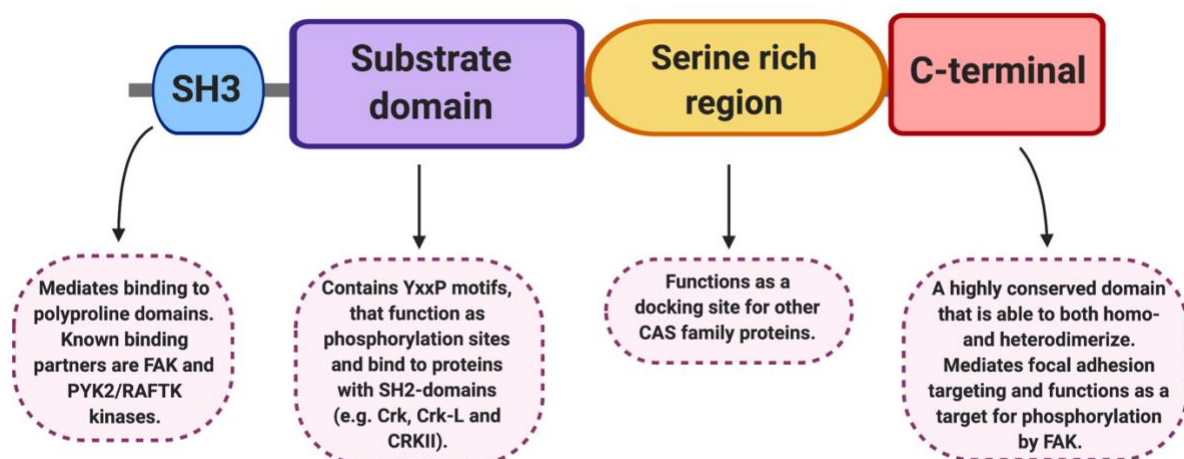 SH3
Substrate
domain
Serine rich
region
C-terminal
Mediates binding to
polyproline domains.
Known binding
partners are FAK and
PYK2/RAFTK
kinases.
Contains YxxP motifs,
that function as
phosphorylation sites
and bind to proteins
with SH2-domains
(e.g. Crk, Crk-L and
CRKII).
Functions as a
docking site for other
CAS family proteins.
A highly conserved domain
that is able to both homo-
and heterodimerize.
Mediates focal adhesion
targeting and functions as a
target for phosphorylation
by FAK.